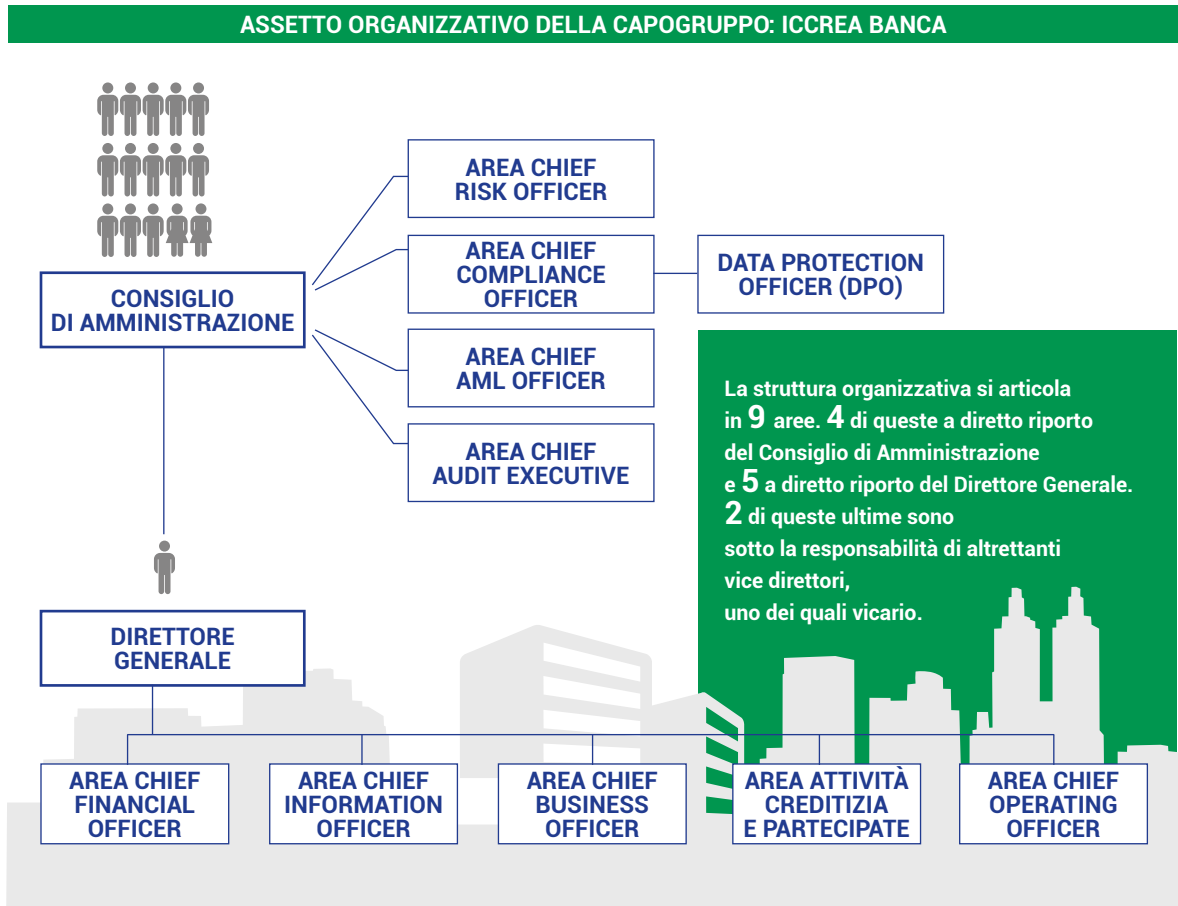 ASSETTO ORGANIZZATIVO DELLA CAPOGRUPPO: ICCREA BANCA
CONSIGLIO
DI AMMINISTRAZIONE
AREA CHIEF
RISK OFFICER
AREA CHIEF
COMPLIANCE
OFFICER
DATA PROTECTION
OFFICER (DPO)
AREA CHIEF
AML OFFICER
AREA CHIEF
AUDIT EXECUTIVE
La struttura organizzativa si articola
in 9 aree. 4 di queste a diretto riporto
del Consiglio di Amministrazione
e 5 a diretto riporto del Direttore Generale.
2 di queste ultime sono
sotto la responsabilità di altrettanti
vice direttori,
uno dei quali vicario.
DIRETTORE
GENERALE
AREA CHIEF
FINANCIAL
OFFICER
AREA CHIEF
INFORMATION
OFFICER
AREA CHIEF
BUSINESS
OFFICER
AREA ATTIVITÀ
CREDITIZIA
E PARTECIPATE
AREA CHIEF
OPERATING
OFFICER